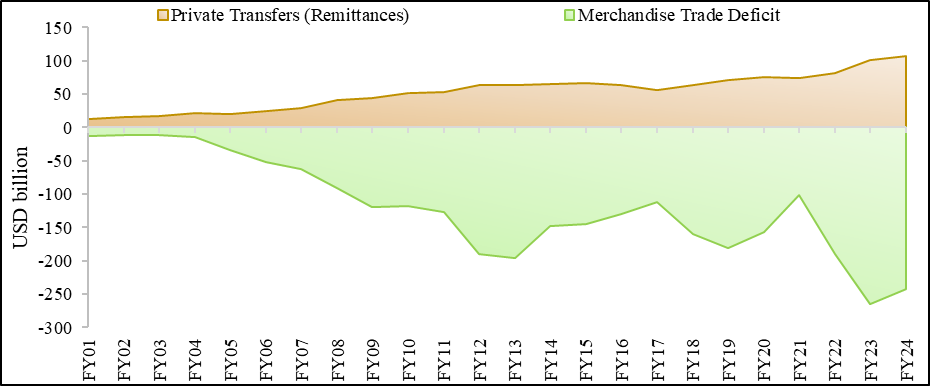 Private Transfers (Remittances)
Merchandise Trade Deficit
USD billion
150
100
50
0
-50
-100
-150
-200
-250
-300
FY01
FY02
FY03
FY04
FY05
FY06
FY07
FY08
FY09
FY10
FY11
FY12
FY13
FY14
FY15
FY16
FY17
FY18
FY19
FY20
FY21
FY22
FY23
FY24